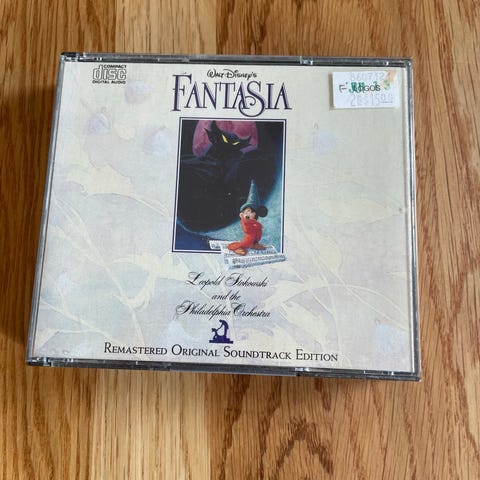 COMPACT
disc
DIGITAL AUDIO
Walt Disney's
FANTASIA
Leopold Stokowski
and the
Philadelphia Orchestra
REMASTERED ORIGINAL SOUNDTRACK EDITION